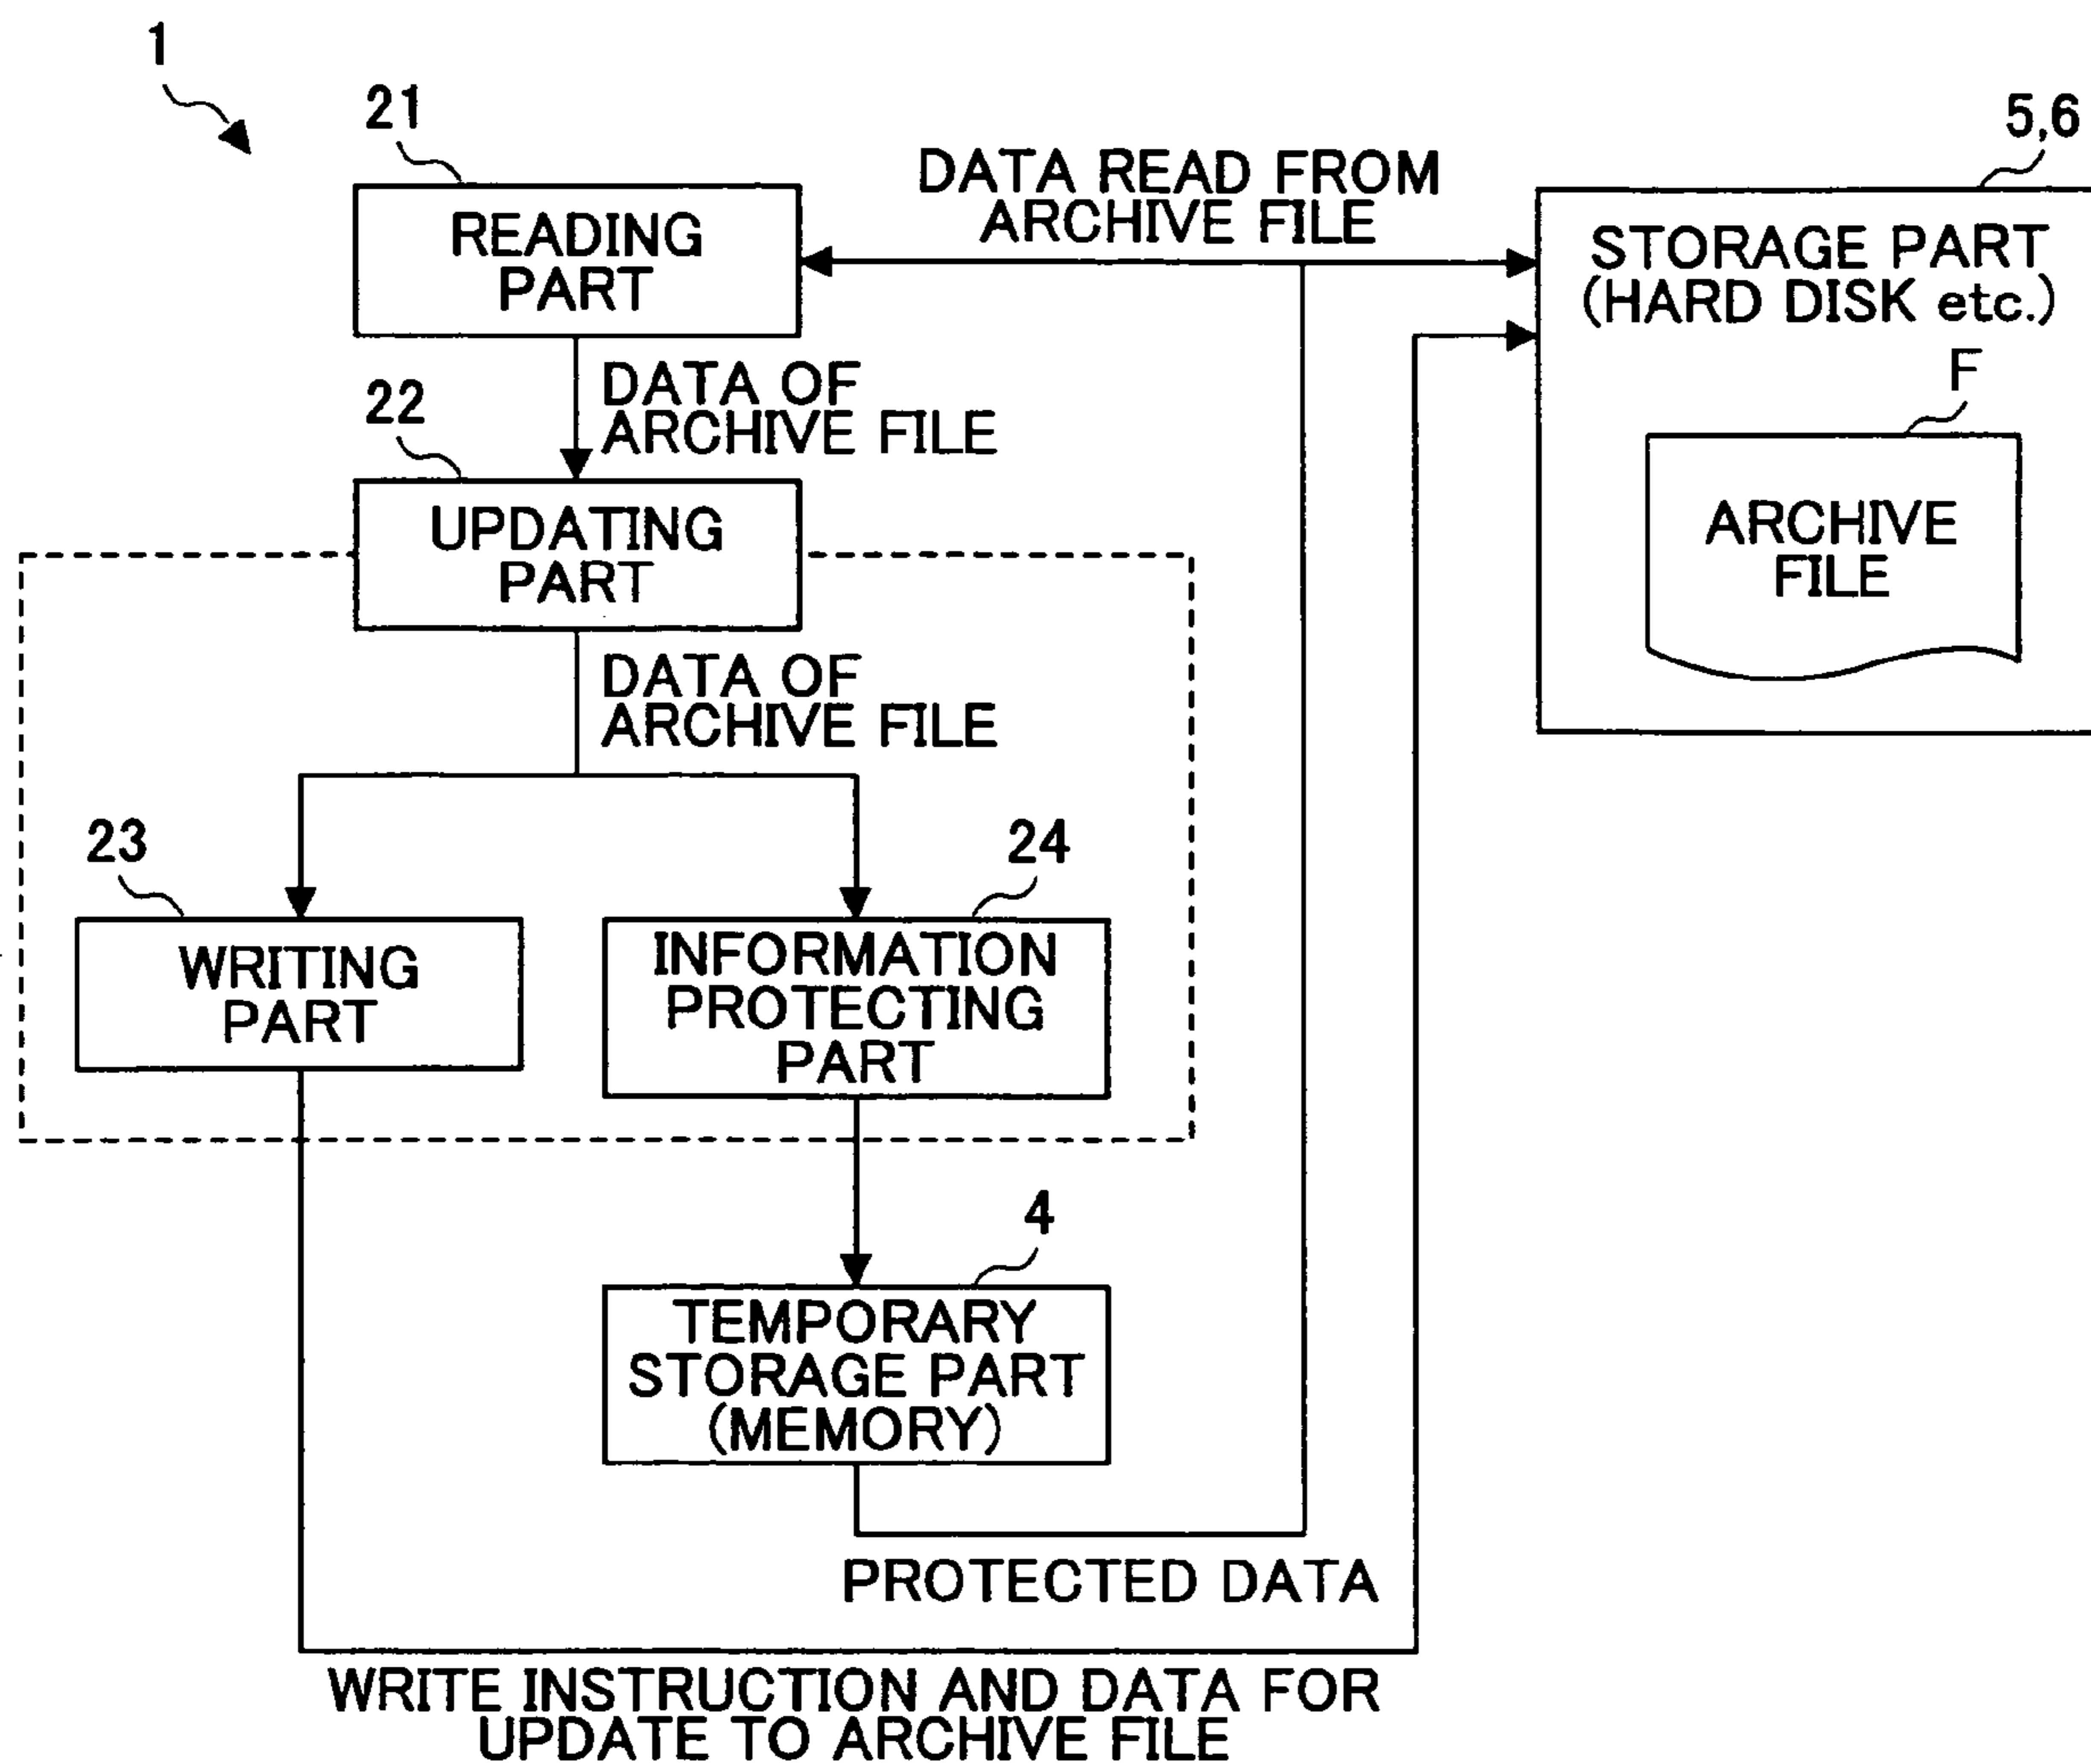 1
21
READING
PART
DATA READ FROM
ARCHIVE FILE
5,6
STORAGE PART
(HARD DISK etc.)
F
ARCHIVE
FILE
DATA OF
ARCHIVE FILE
22
UPDATING
PART
DATA OF
ARCHIVE FILE
23
WRITING
PART
24
INFORMATION
PROTECTING
PART
4
TEMPORARY
STORAGE PART
(MEMORY)
PROTECTED DATA
WRITE INSTRUCTION AND DATA FOR
UPDATE TO ARCHIVE FILE